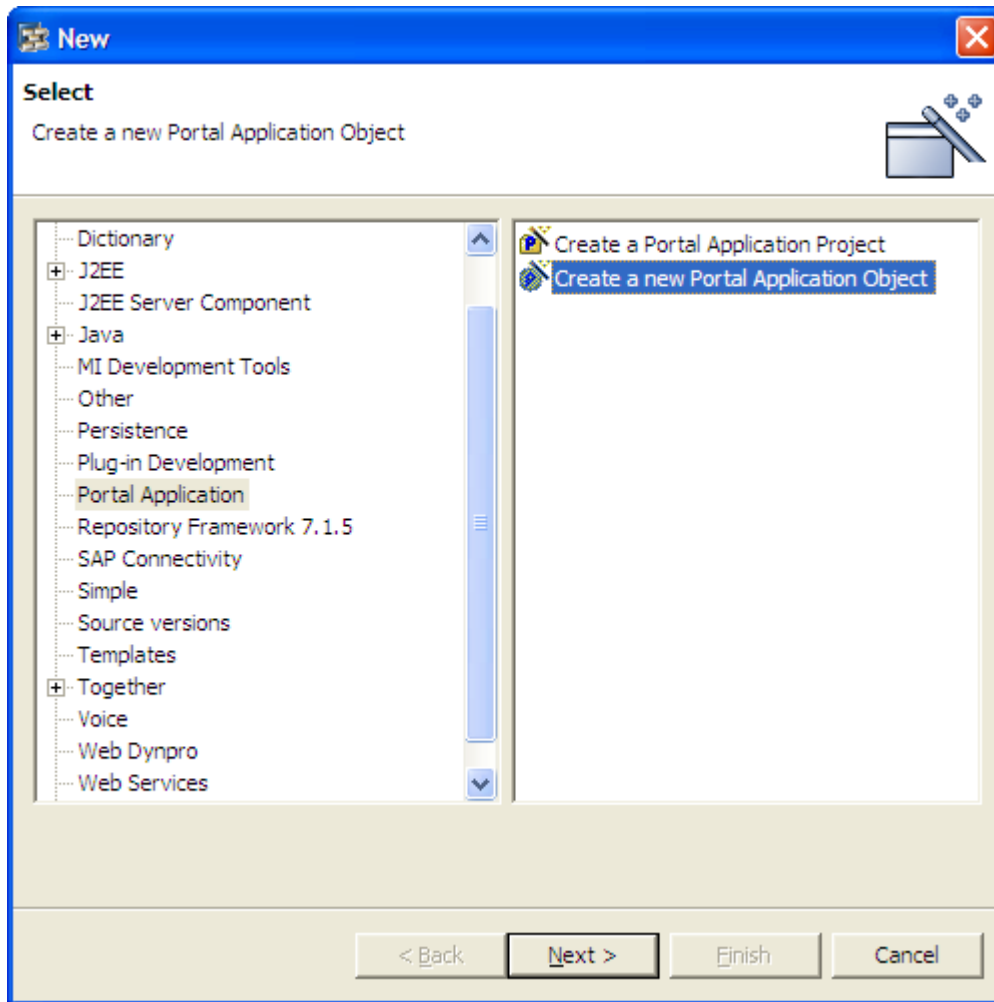 New
Select
Create a new Portal Application Object
Dictionary
J2EE
J2EE Server Component
Java
MI Development Tools
Other
Persistence
Plug-in Development
Portal Application
Repository Framework 7.1.5
SAP Connectivity
Simple
Source versions
Templates
Together
Voice
Web Dynpro
Web Services
Create a Portal Application Project
Create a new Portal Application Object
< Back
Next >
Finish
Cancel